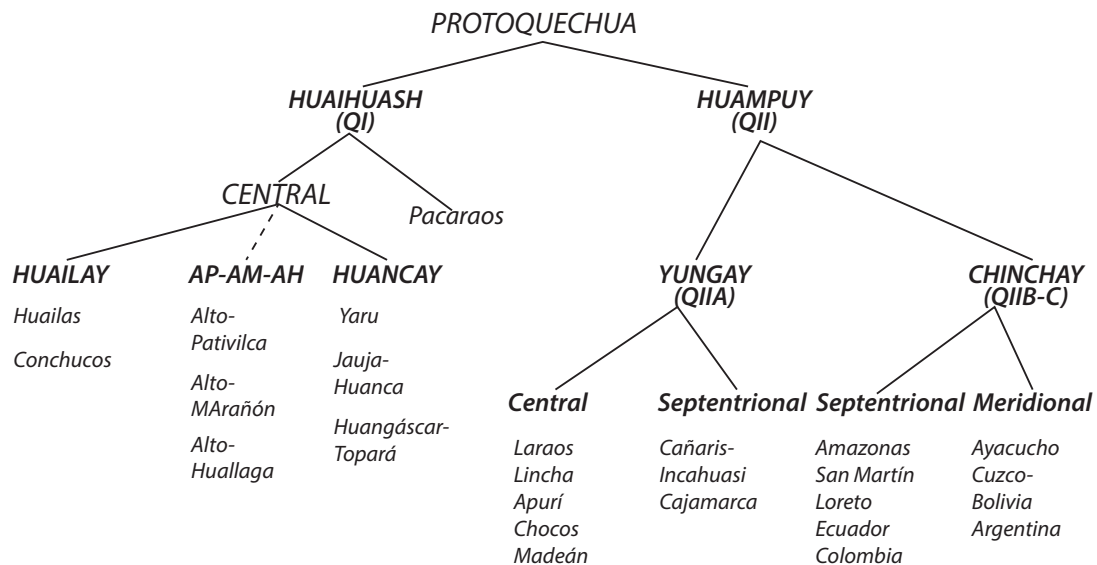 PROTOQUECHUA
HUAIHUASH
(QI)
HUAMPUY
(QII)
CENTRAL
Pacaraos
HUAILAY
Huailas
Conchucos
AP-AM-AH
Alto-
Pativilca
Alto-
MArañón
Alto-
Huallaga
HUANCAY
Yaru
Jauja-
Huanca
Huangáscar-
Topará
YUNGAY
(QIIA)
CHINCHAY
(QIIB-C)
Central
Laraos
Lincha
Apurí
Chocos
Madeán
Septentrional
Cañaris-
Incahuasi
Cajamarca
Septentrional
Amazonas
San Martín
Loreto
Ecuador
Colombia
Meridional
Ayacucho
Cuzco-
Bolivia
Argentina